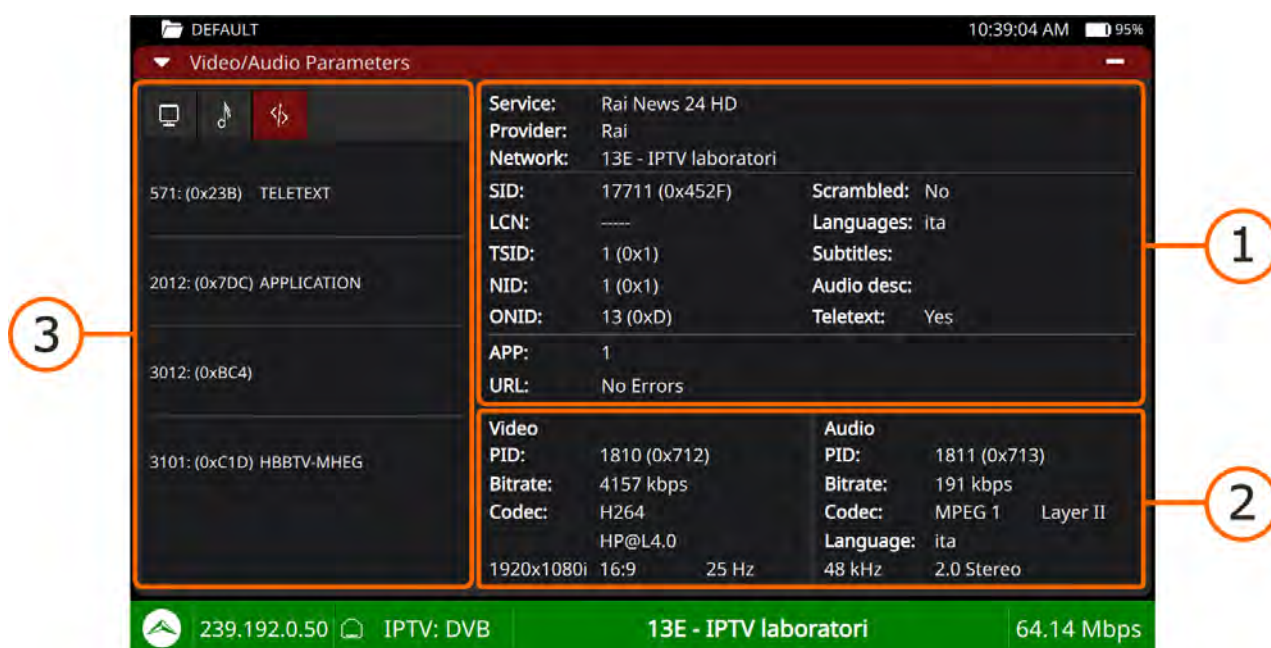 DEFAULT 10:39:04 AM 95%
Video/Audio Parameters
571: (0x23B) TELETEXT
2012: (0x7DC) APPLICATION
3012: (0xBC4)
3101: (0xC1D) HBBTV-MHEG
3
Service: Rai News 24 HD
Provider: Rai
Network: 13E - IPTV laboratori
SID: 17711 (0x452F) Scrambled: No
LCN: ----- Languages: ita
TSID: 1 (0x1) Subtitles:
NID: 1 (0x1) Audio desc:
ONID: 13 (0xD) Teletext: Yes
APP: 1
URL: No Errors
1
Video Audio
PID: 1810 (0x712) PID: 1811 (0x713)
Bitrate: 4157 kbps Bitrate: 191 kbps
Codec: H264 Codec: MPEG 1 Layer II
HP@L4.0 Language: ita
1920x1080i 16:9 25 Hz 48 kHz 2.0 Stereo
2
239.192.0.50 IPTV: DVB 13E - IPTV laboratori 64.14 Mbps